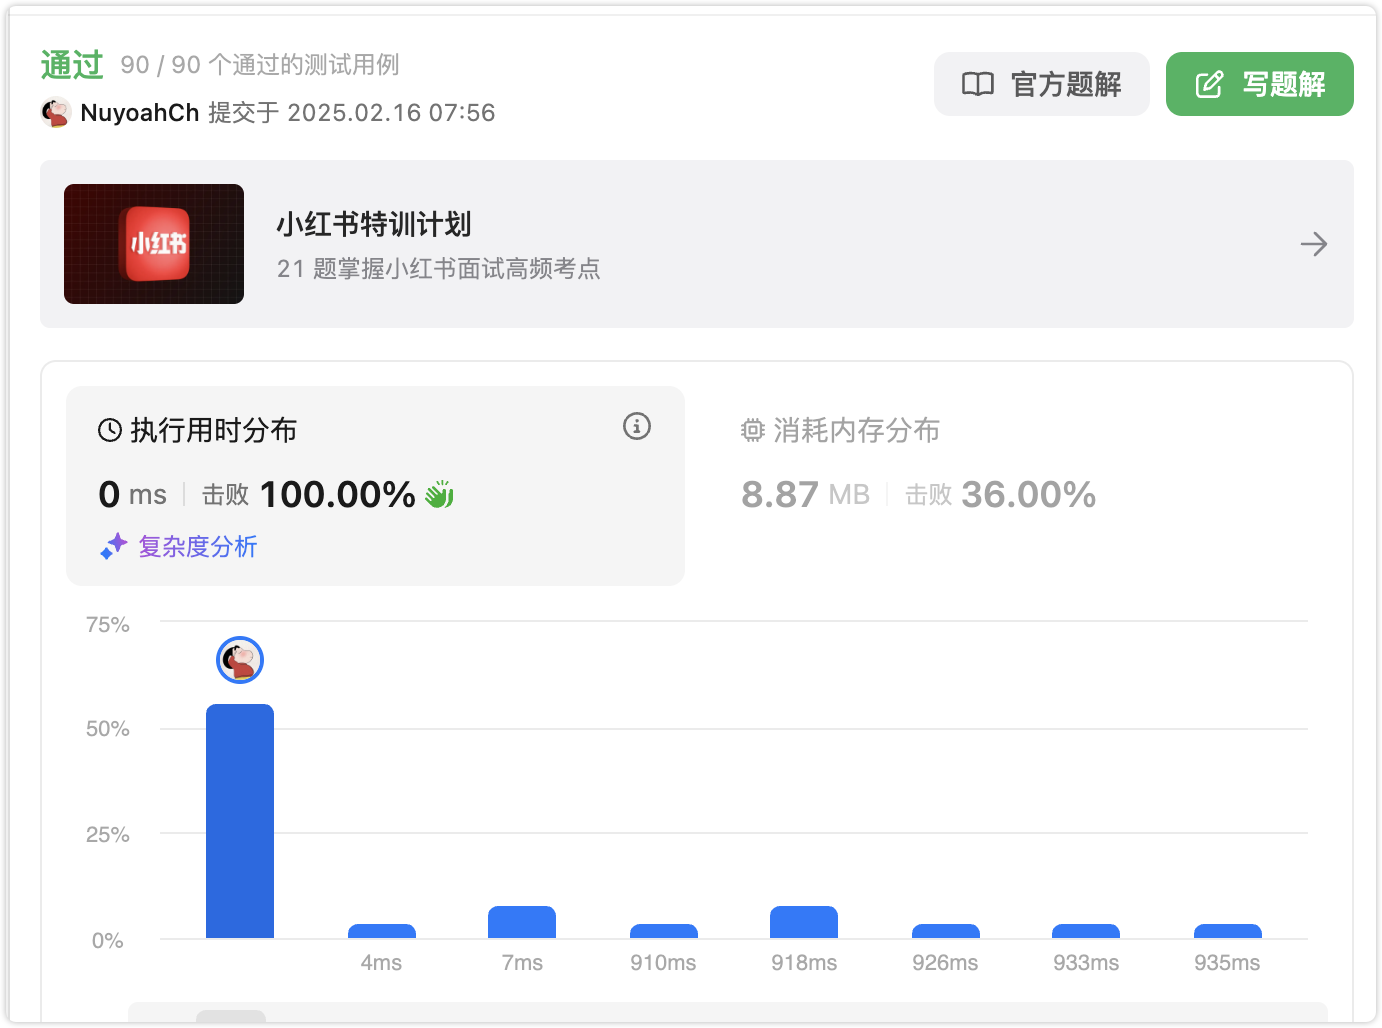 通过 90 / 90 个通过的测试用例
NuyoahCh 提交于 2025.02.16 07:56
官方题解
写题解
小红书
小红书特训计划
21 题掌握小红书面试高频考点
执行用时分布
0 ms 击败 100.00%
复杂度分析
消耗内存分布
8.87 MB 击败 36.00%
75%
50%
25%
0%
4ms 7ms 910ms 918ms 926ms 933ms 935ms